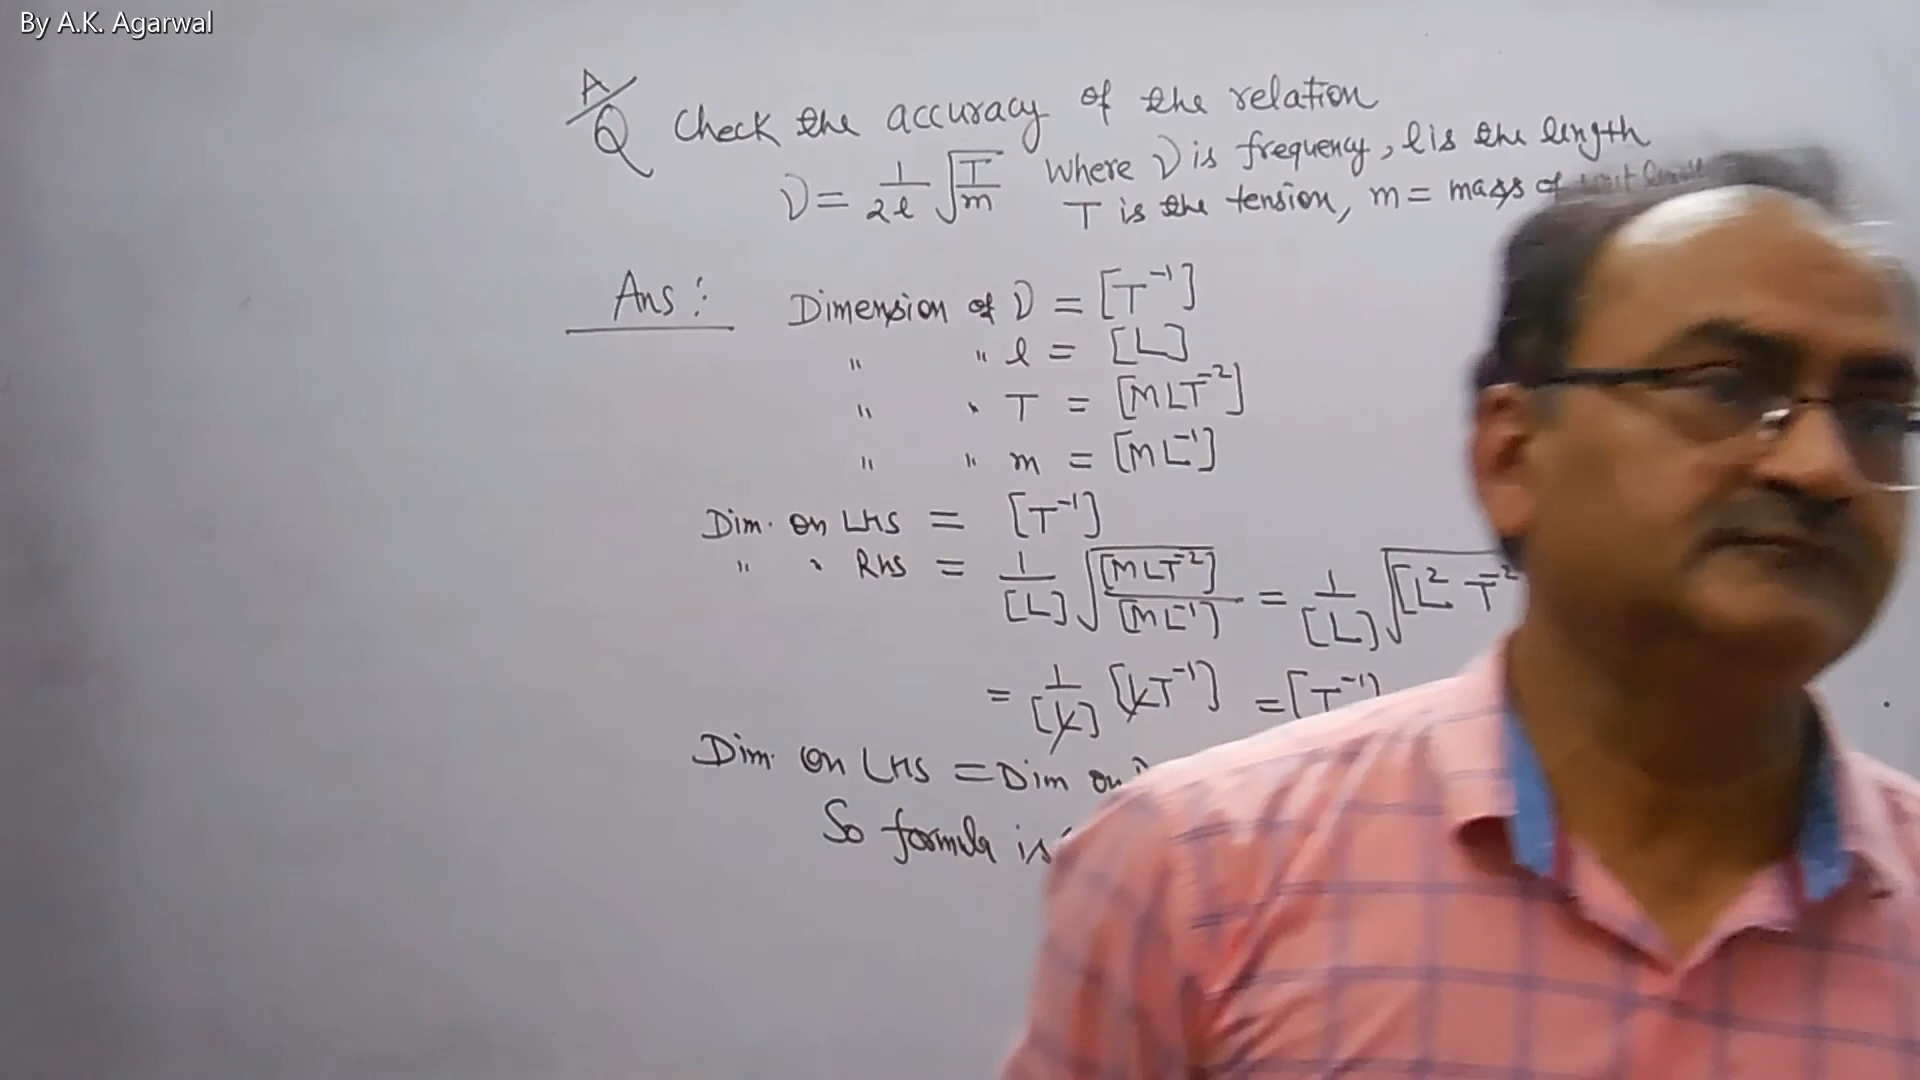 By A.K. Agarwal
A/Q Check the accuracy of the relation
ν = 1/2l √T/m Where ν is frequency, l is the length
T is the tension, m = mass of
Ans : Dimension of ν = [T⁻¹]
" " l = [L]
" " T = [MLT⁻²]
" " m = [ML⁻¹]
Dim. on LHS = [T⁻¹]
" " RHS = 1/[L] √[MLT⁻²]/[ML⁻¹] = 1/[L] √[L² T⁻²
= 1/[L] [LT⁻¹] = [T⁻¹]
Dim. on LHS = Dim on
So formula is